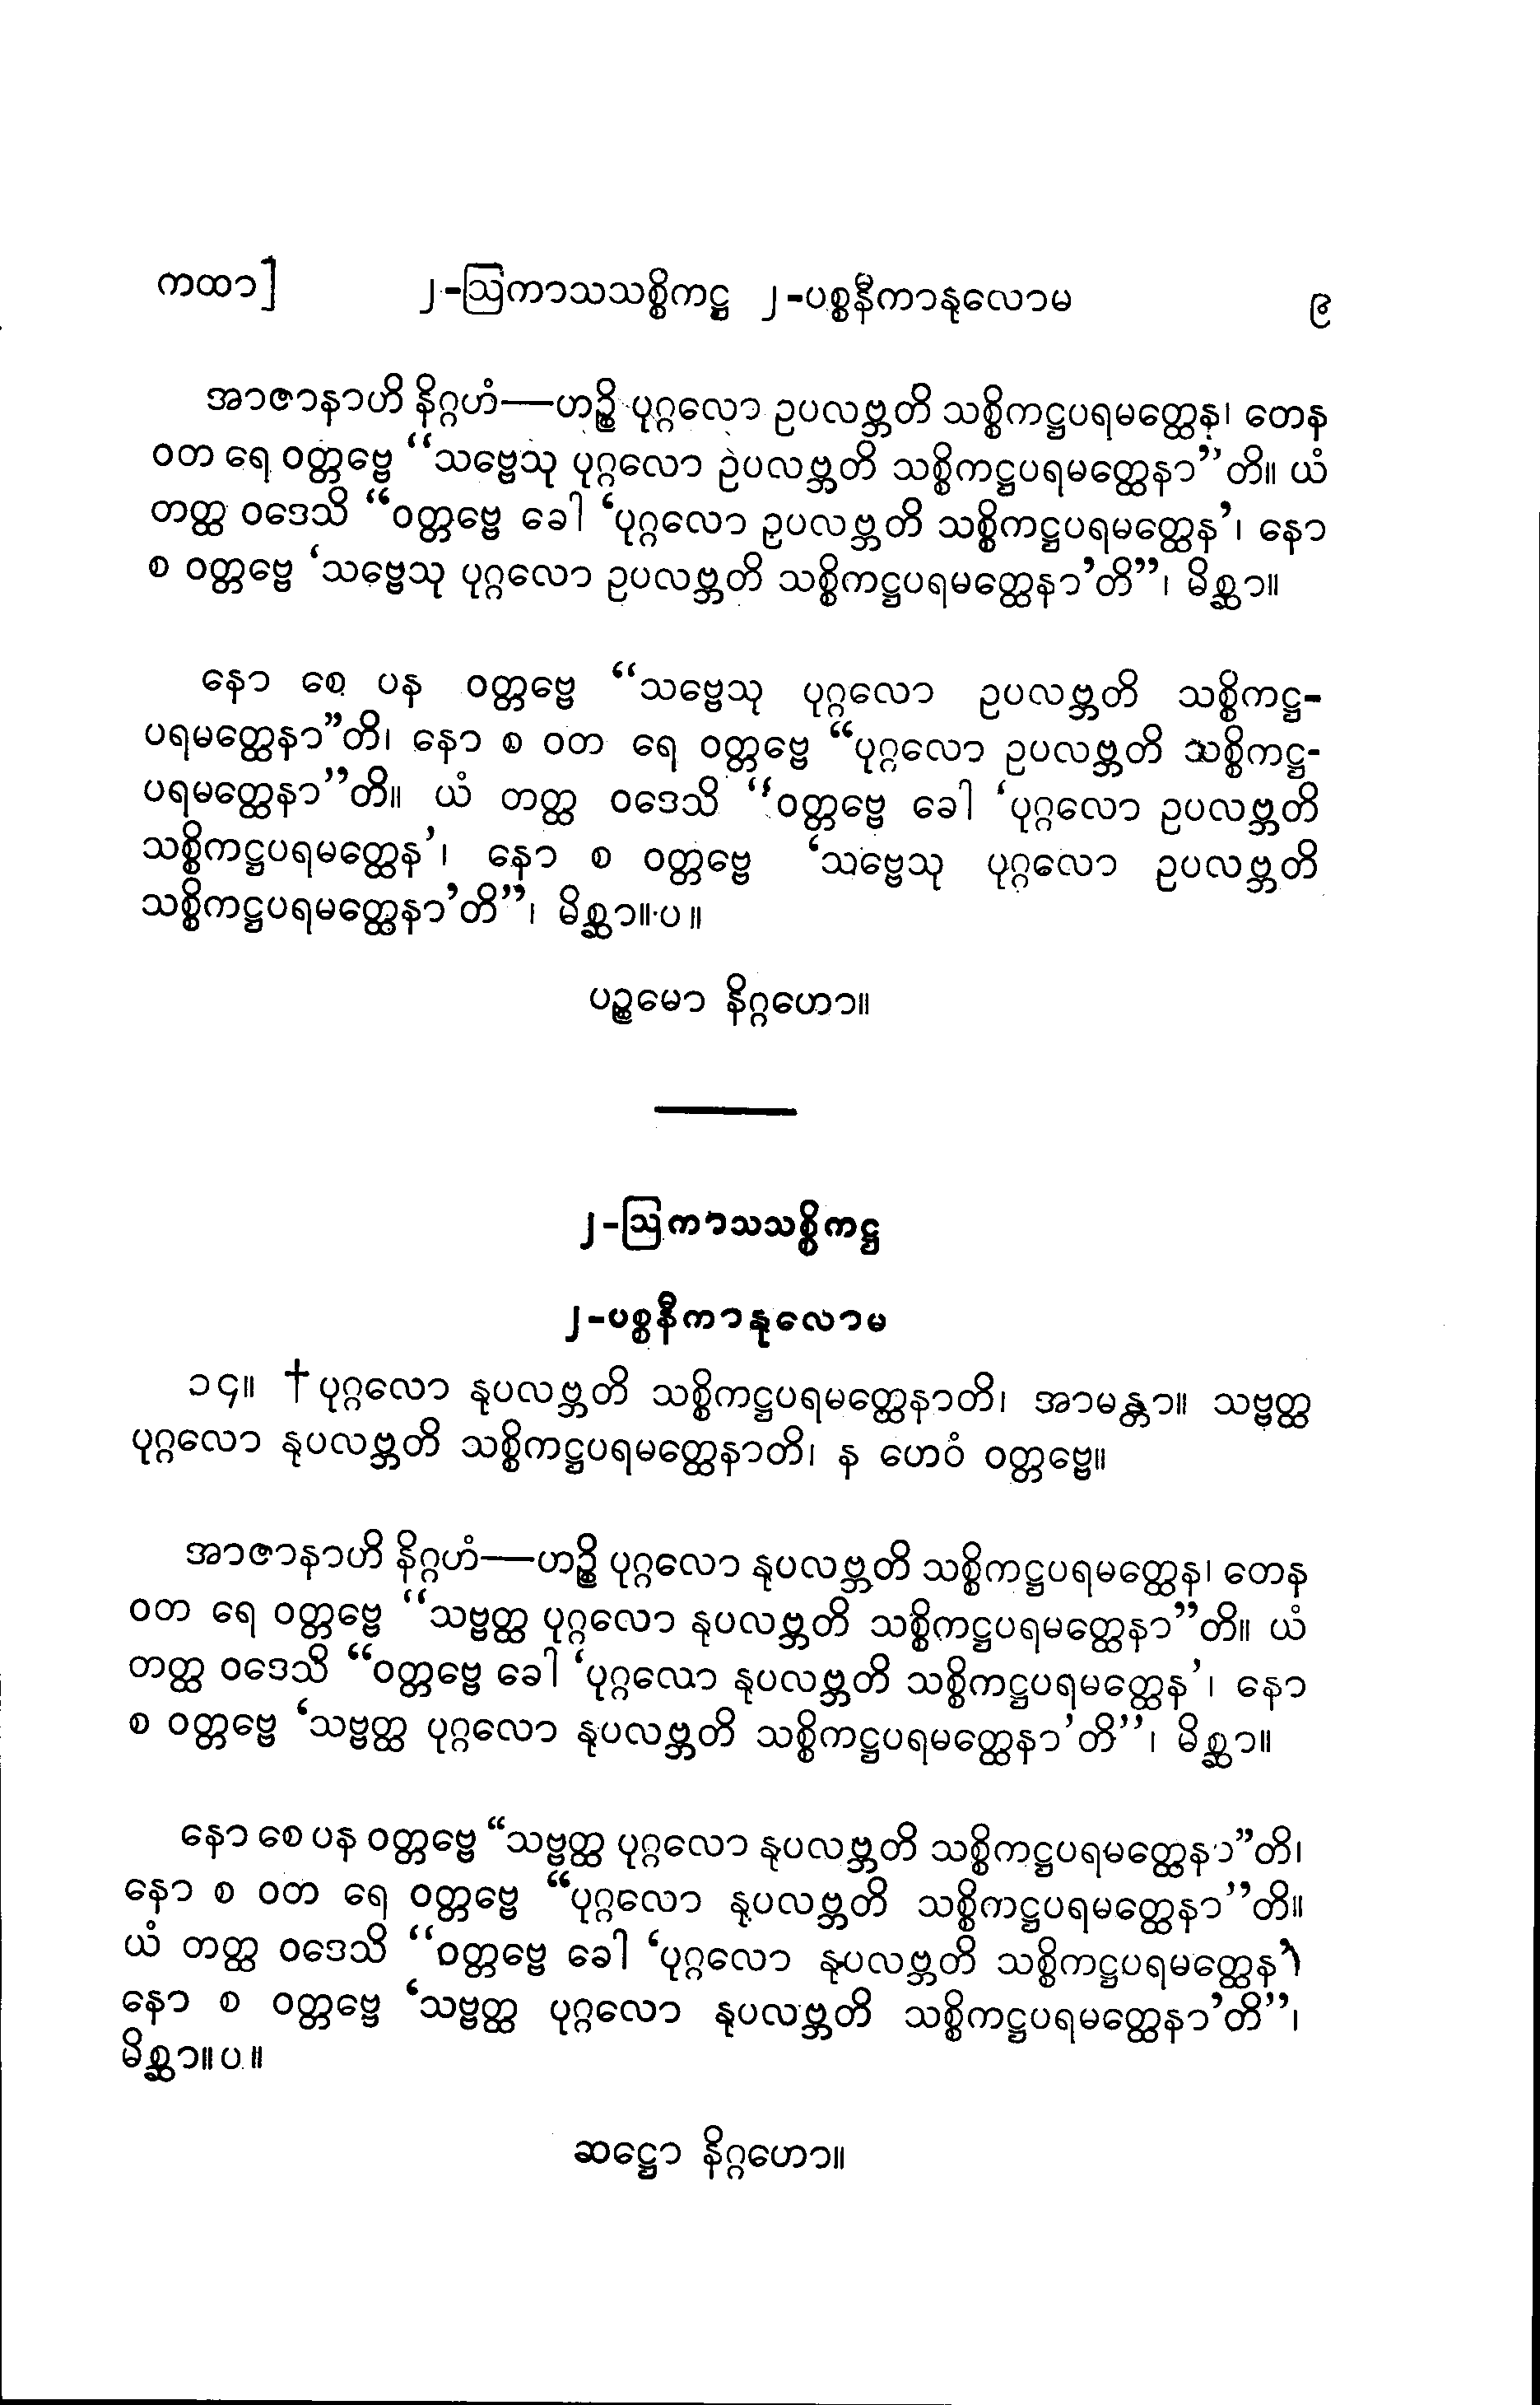 ကထာ] ၂-ဩကာသသစ္စိကဋ္ဌ ၂-ပစ္စနီကာနုလောမ ၉
အာဇာနာဟိ နိဂ္ဂဟံ—ဟဉ္စိ ပုဂ္ဂလော ဥပလဗ္ဘတိ သစ္စိကဋ္ဌပရမတ္ထေန၊ တေန
ဝတ ရေ ဝတ္တဗ္ဗေ “သဗ္ဗေသု ပုဂ္ဂလော ဥပလဗ္ဘတိ သစ္စိကဋ္ဌပရမတ္ထေနာ”တိ။ ယံ
တတ္ထ ဝဒေသိ “ဝတ္တဗ္ဗေ ခေါ ‘ပုဂ္ဂလော ဥပလဗ္ဘတိ သစ္စိကဋ္ဌပရမတ္ထေန’၊ နော
စ ဝတ္တဗ္ဗေ ‘သဗ္ဗေသု ပုဂ္ဂလော ဥပလဗ္ဘတိ သစ္စိကဋ္ဌပရမတ္ထေနာ’တိ”၊ မိစ္ဆာ။
နော စေ ပန ဝတ္တဗ္ဗေ “သဗ္ဗေသု ပုဂ္ဂလော ဥပလဗ္ဘတိ သစ္စိကဋ္ဌ-
ပရမတ္ထေနာ”တိ၊ နော စ ဝတ ရေ ဝတ္တဗ္ဗေ “ပုဂ္ဂလော ဥပလဗ္ဘတိ သစ္စိကဋ္ဌ-
ပရမတ္ထေနာ”တိ။ ယံ တတ္ထ ဝဒေသိ “ဝတ္တဗ္ဗေ ခေါ ‘ပုဂ္ဂလော ဥပလဗ္ဘတိ
သစ္စိကဋ္ဌပရမတ္ထေန’၊ နော စ ဝတ္တဗ္ဗေ ‘သဗ္ဗေသု ပုဂ္ဂလော ဥပလဗ္ဘတိ
သစ္စိကဋ္ဌပရမတ္ထေနာ’တိ”၊ မိစ္ဆာ။ပ။
ပဉ္စမော နိဂ္ဂဟော။
၂-ဩကာသသစ္စိကဋ္ဌ
၂-ပစ္စနီကာနုလောမ
၁၄။ †ပုဂ္ဂလော နုပလဗ္ဘတိ သစ္စိကဋ္ဌပရမတ္ထေနာတိ၊ အာမန္တာ။ သဗ္ဗတ္ထ
ပုဂ္ဂလော နုပလဗ္ဘတိ သစ္စိကဋ္ဌပရမတ္ထေနာတိ၊ န ဟေဝံ ဝတ္တဗ္ဗေ။
အာဇာနာဟိ နိဂ္ဂဟံ—ဟဉ္စိ ပုဂ္ဂလော နုပလဗ္ဘတိ သစ္စိကဋ္ဌပရမတ္ထေန၊ တေန
ဝတ ရေ ဝတ္တဗ္ဗေ “သဗ္ဗတ္ထ ပုဂ္ဂလော နုပလဗ္ဘတိ သစ္စိကဋ္ဌပရမတ္ထေနာ”တိ။ ယံ
တတ္ထ ဝဒေသိ “ဝတ္တဗ္ဗေ ခေါ ‘ပုဂ္ဂလော နုပလဗ္ဘတိ သစ္စိကဋ္ဌပရမတ္ထေန’၊ နော
စ ဝတ္တဗ္ဗေ ‘သဗ္ဗတ္ထ ပုဂ္ဂလော နုပလဗ္ဘတိ သစ္စိကဋ္ဌပရမတ္ထေနာ’တိ”၊ မိစ္ဆာ။
နော စေ ပန ဝတ္တဗ္ဗေ “သဗ္ဗတ္ထ ပုဂ္ဂလော နုပလဗ္ဘတိ သစ္စိကဋ္ဌပရမတ္ထေနာ”တိ၊
နော စ ဝတ ရေ ဝတ္တဗ္ဗေ “ပုဂ္ဂလော နုပလဗ္ဘတိ သစ္စိကဋ္ဌပရမတ္ထေနာ”တိ။
ယံ တတ္ထ ဝဒေသိ “ဝတ္တဗ္ဗေ ခေါ ‘ပုဂ္ဂလော နုပလဗ္ဘတိ သစ္စိကဋ္ဌပရမတ္ထေန’၊
နော စ ဝတ္တဗ္ဗေ ‘သဗ္ဗတ္ထ ပုဂ္ဂလော နုပလဗ္ဘတိ သစ္စိကဋ္ဌပရမတ္ထေနာ’တိ”၊
မိစ္ဆာ။ပ။
ဆဋ္ဌော နိဂ္ဂဟော။